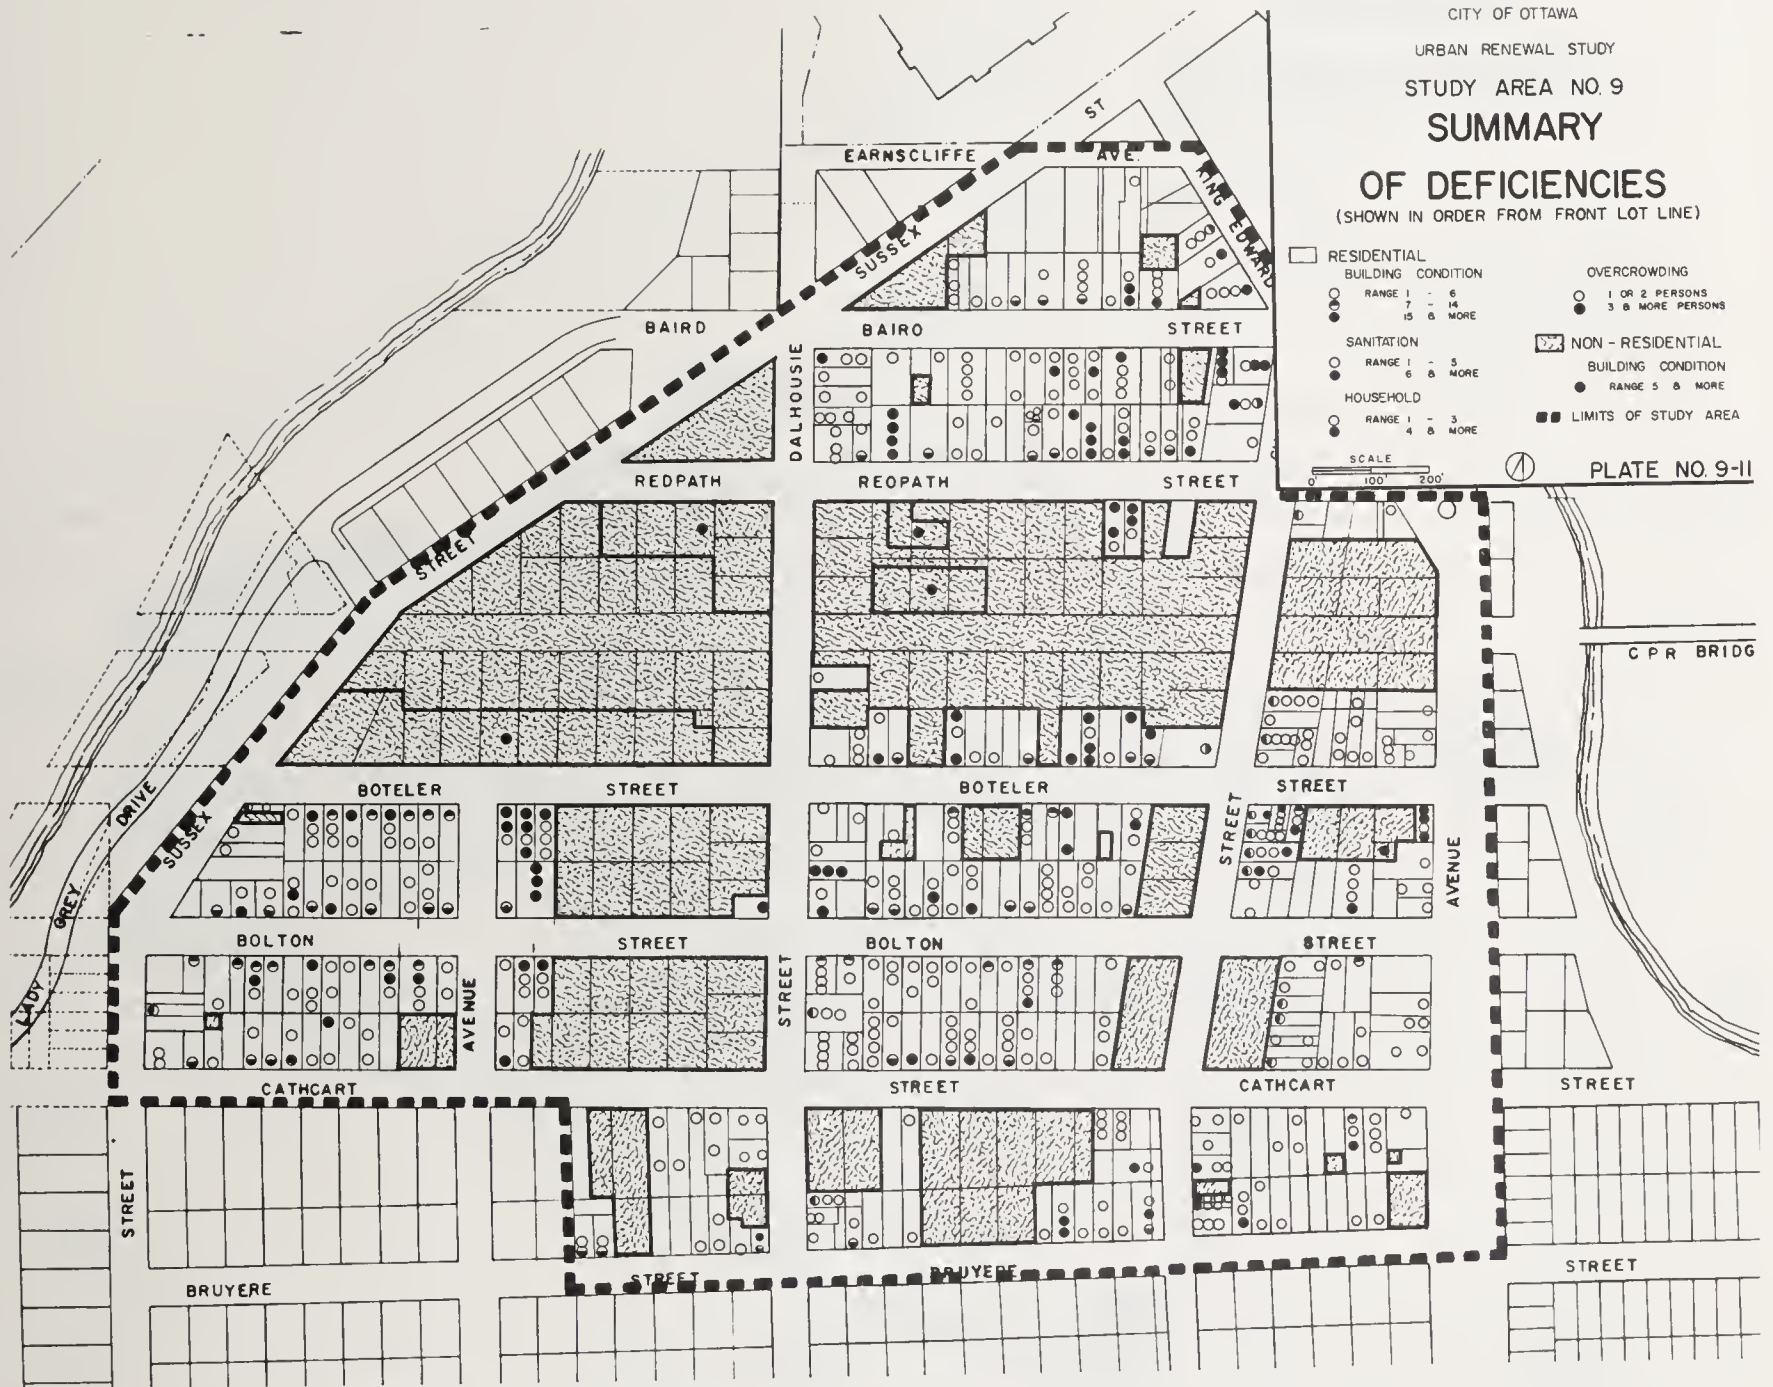 CITY OF OTTAWA
URBAN RENEWAL STUDY
STUDY AREA NO. 9
SUMMARY
OF DEFICIENCIES
(SHOWN IN ORDER FROM FRONT LOT LINE)
RESIDENTIAL
BUILDING CONDITION
RANGE 1 - 6
7 - 14
15 & MORE
SANITATION
RANGE 1 - 5
6 & MORE
HOUSEHOLD
RANGE 1 - 3
4 & MORE
OVERCROWDING
1 OR 2 PERSONS
3 & MORE PERSONS
NON - RESIDENTIAL
BUILDING CONDITION
RANGE 5 & MORE
LIMITS OF STUDY AREA
SCALE
0 100 200
PLATE NO. 9-11
ST
EARNSCLIFFE AVE.
KING EDWARD
SUSSEX
BAIRD BAIRO STREET
DALHOUSIE
REDPATH REOPATH STREET
STREET
CPR BRIDG
BOTELER STREET BOTELER STREET
DRIVE
SUSSEX
STREET
AVENUE
GREY
BOLTON STREET BOLTON STREET
LADY
AVENUE
STREET
CATHCART STREET CATHCART STREET
STREET
BRUYERE STREET BRUYERE STREET